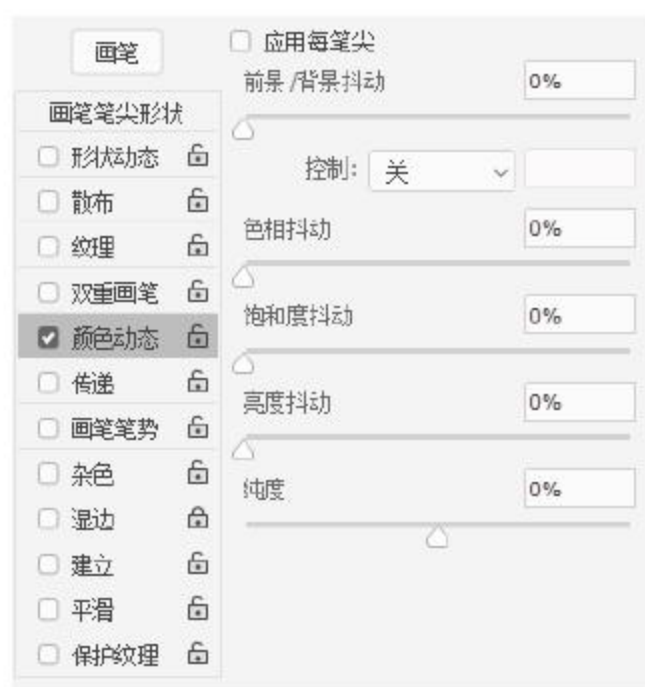 画笔
画笔笔尖形状
形状动态
散布
纹理
双重画笔
颜色动态
传递
画笔笔势
杂色
湿边
建立
平滑
保护纹理
应用每笔尖
前景/背景抖动 0%
控制: 关
色相抖动 0%
饱和度抖动 0%
亮度抖动 0%
纯度 0%